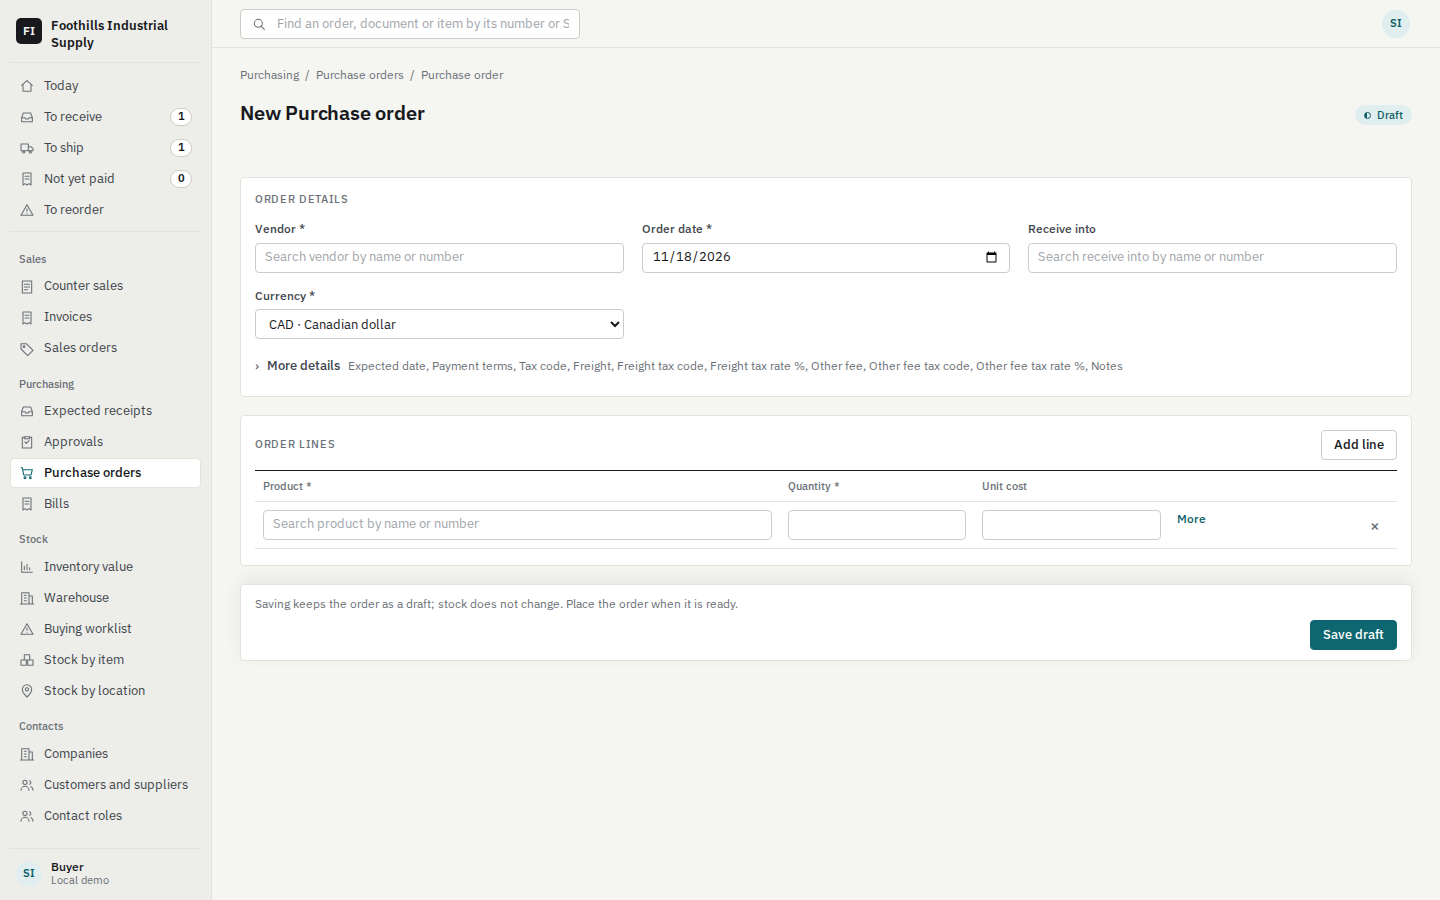 FI
Foothills Industrial
Supply
Today
To receive 1
To ship 1
Not yet paid 0
To reorder
Sales
Counter sales
Invoices
Sales orders
Purchasing
Expected receipts
Approvals
Purchase orders
Bills
Stock
Inventory value
Warehouse
Buying worklist
Stock by item
Stock by location
Contacts
Companies
Customers and suppliers
Contact roles
SI
Buyer
Local demo
Find an order, document or item by its number or S
SI
Purchasing / Purchase orders / Purchase order
New Purchase order
Draft
ORDER DETAILS
Vendor * Order date * Receive into
Search vendor by name or number 11/18/2026 Search receive into by name or number
Currency *
CAD · Canadian dollar
› More details Expected date, Payment terms, Tax code, Freight, Freight tax code, Freight tax rate %, Other fee, Other fee tax code, Other fee tax rate %, Notes
ORDER LINES
Add line
Product * Quantity * Unit cost
Search product by name or number More ×
Saving keeps the order as a draft; stock does not change. Place the order when it is ready.
Save draft